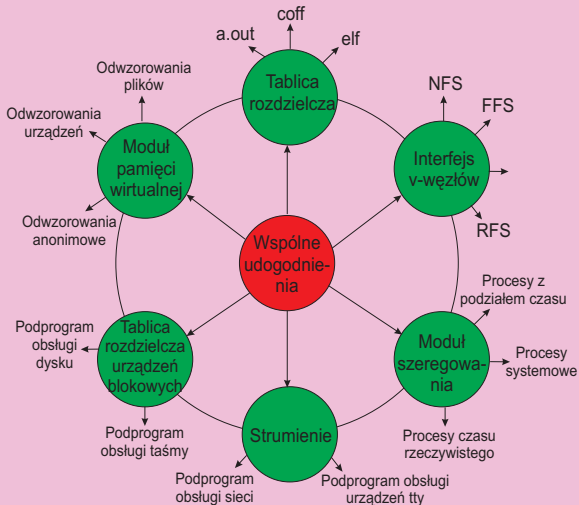 coff
a.out
elf
Tablica
rozdzielcza
Odwzorowania
plików
Odwzorowania
urządzeń
Moduł
pamięci
wirtualnej
Odwzorowania
anonimowe
NFS
FFS
Interfejs
v-węzłów
RFS
Wspólne
udogodnie-
nia
Procesy z
podziałem czasu
Moduł
szeregowa-
nia
Procesy
systemowe
Procesy czasu
rzeczywistego
Podprogram
obsługi
dysku
Tablica
rozdzielcza
urządzeń
blokowych
Podprogram
obsługi taśmy
Strumienie
Podprogram
obsługi sieci
Podprogram obsługi
urządzeń tty